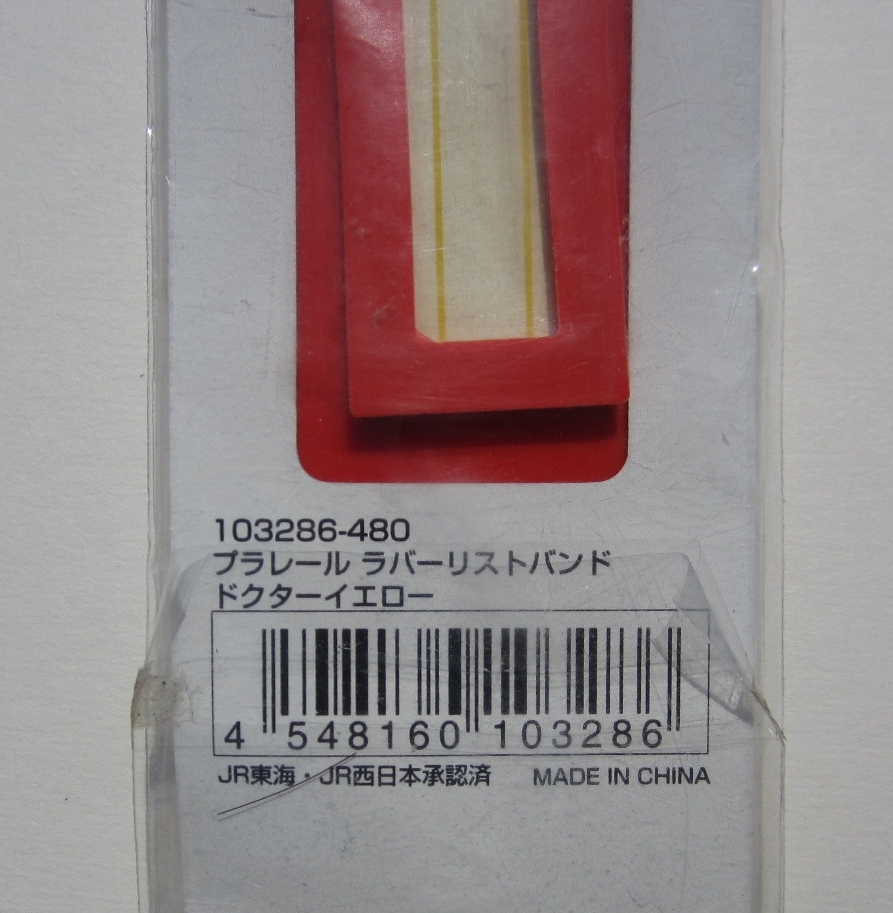 103286-480
プラレール ラバーリストバンド
ドクターイエロー
4 548160 103286
JR東海・JR西日本承認済 MADE IN CHINA